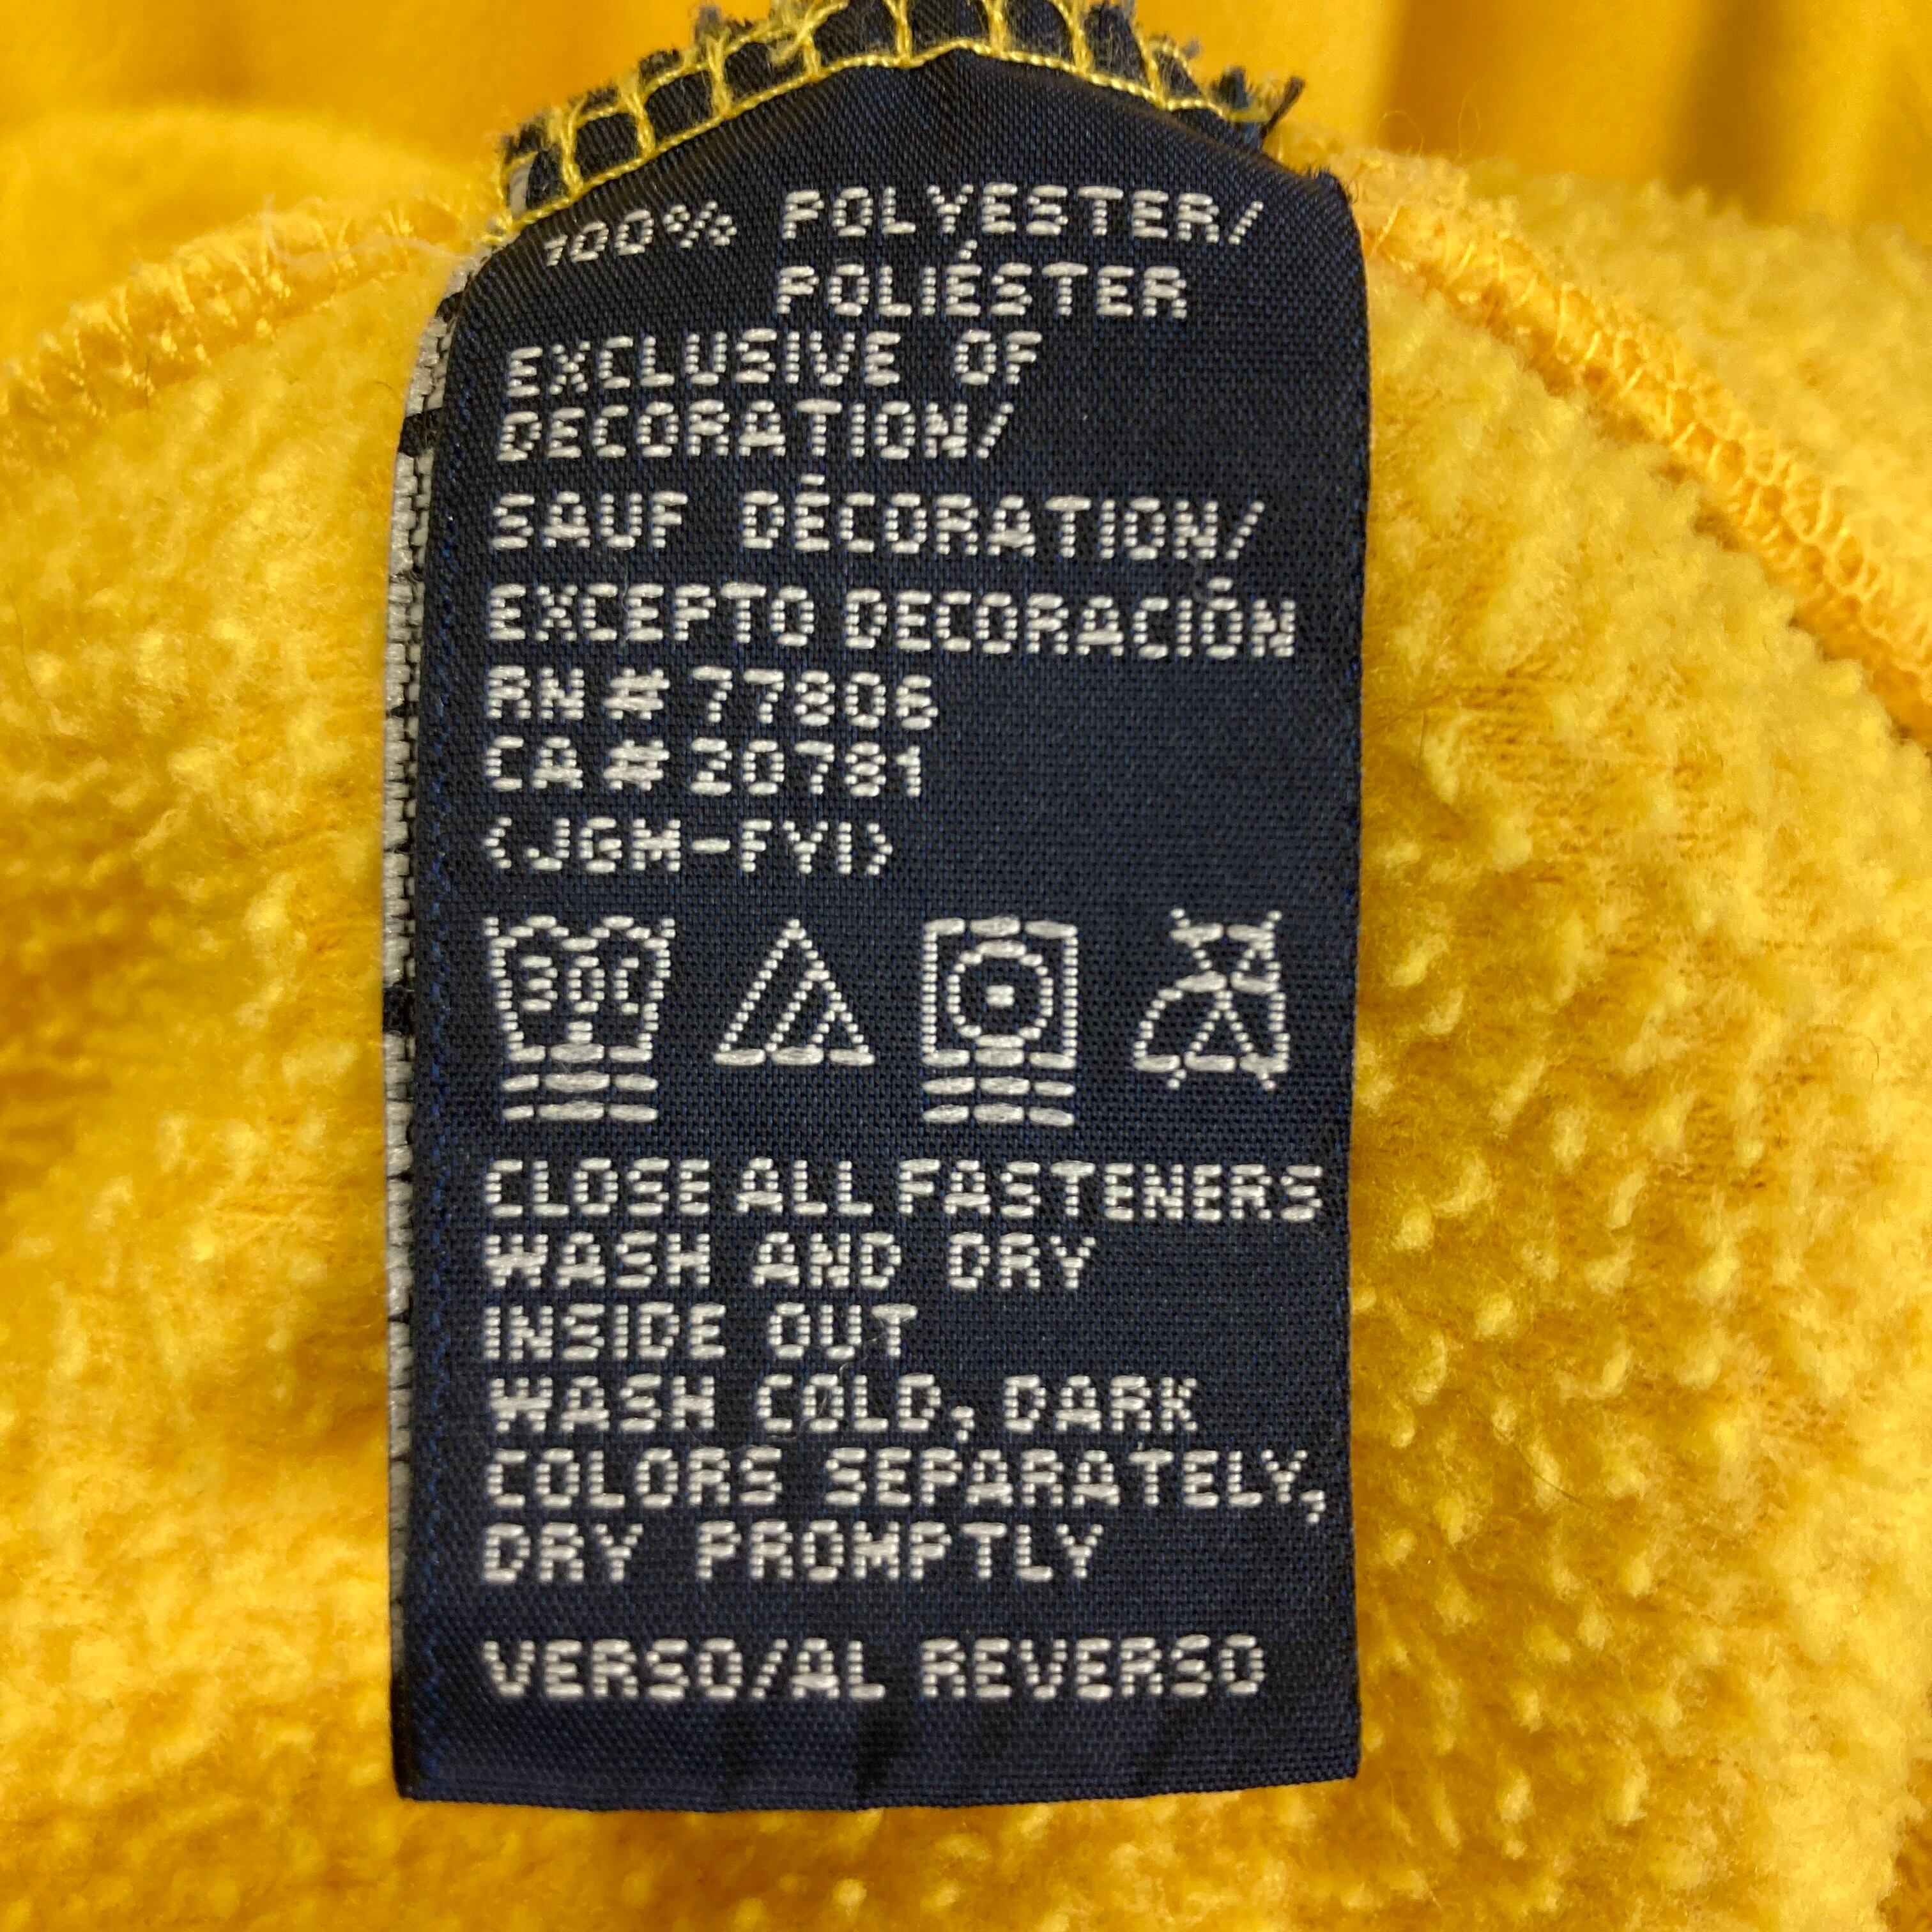 100% POLYESTER/
POLIÉSTER
EXCLUSIVE OF
DECORATION/
SAUF DÉCORATION/
EXCEPTO DECORACIÓN
RN # 77806
CA # 20781
(JGM-FYI)
30C
CLOSE ALL FASTENERS
WASH AND DRY
INSIDE OUT
WASH COLD, DARK
COLORS SEPARATELY,
DRY PROMPTLY
VERSO/AL REVERSO